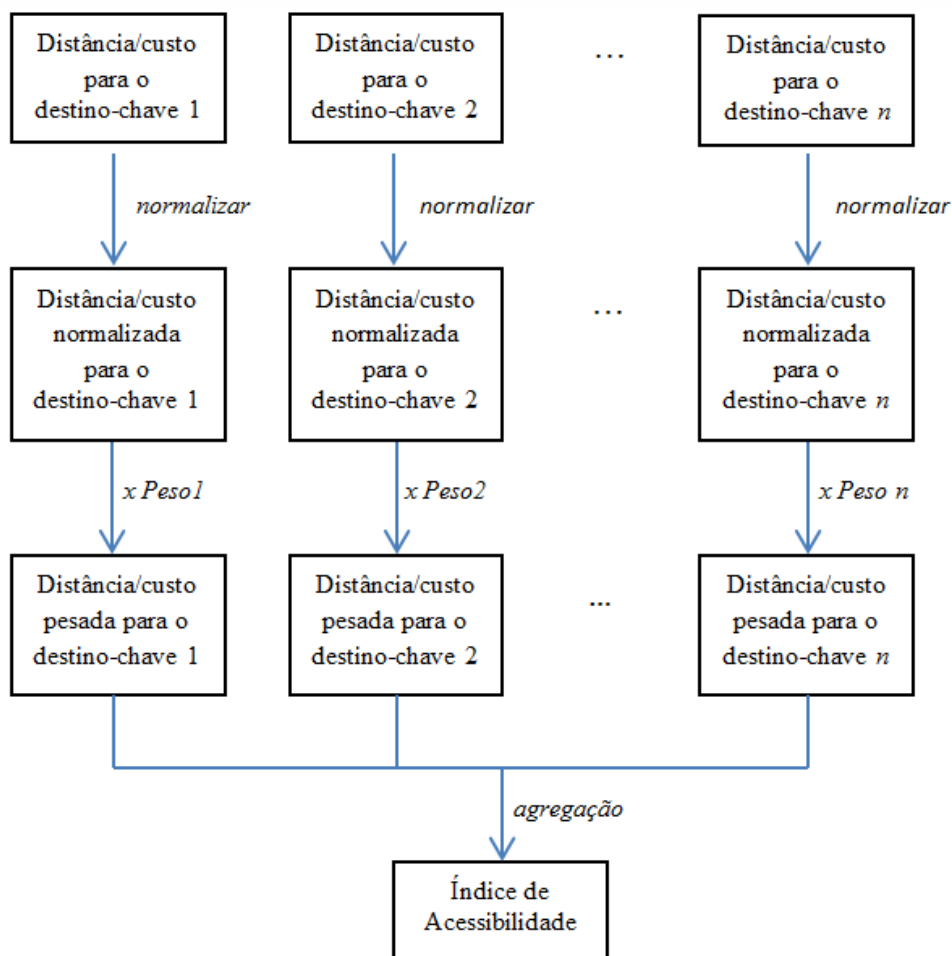 Distância/custo
para o
destino-chave 1
Distância/custo
para o
destino-chave 2
...
Distância/custo
para o
destino-chave n
normalizar
normalizar
normalizar
Distância/custo
normalizada
para o
destino-chave 1
Distância/custo
normalizada
para o
destino-chave 2
...
Distância/custo
normalizada
para o
destino-chave n
x Peso1
x Peso2
x Peso n
Distância/custo
pesada para o
destino-chave 1
Distância/custo
pesada para o
destino-chave 2
...
Distância/custo
pesada para o
destino-chave n
agregação
Índice de
Acessibilidade